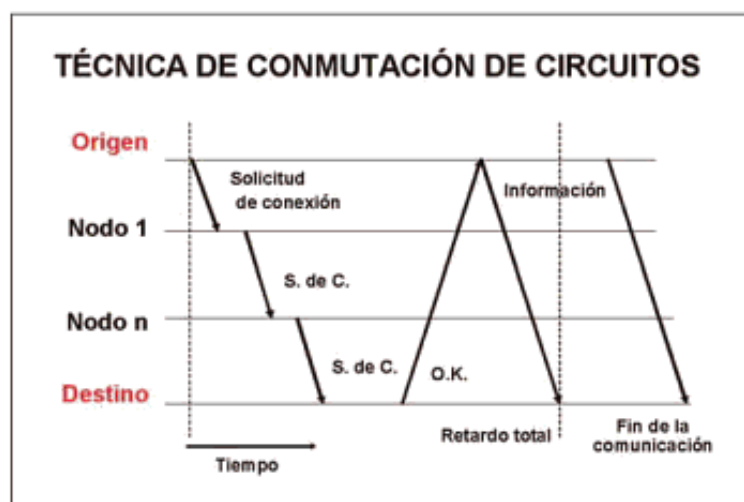 TÉCNICA DE CONMUTACIÓN DE CIRCUITOS
Origen
Solicitud
de conexión
Información
Nodo 1
S. de C.
Nodo n
S. de C.
O.K.
Destino
Retardo total
Fin de la
comunicación
Tiempo